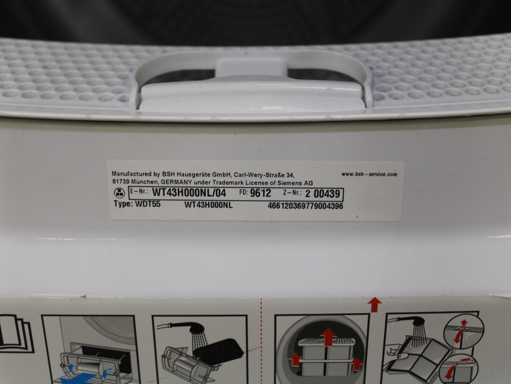 Manufactured by BSH Hausgeräte GmbH, Carl-Wery-Straße 34,
81739 München, GERMANY under Trademark License of Siemens AG
www.bsh-service.com
E-Nr.: WT43H000NL/04 FD: 9612 Z-Nr.: 2 00439
Type: WDT55 WT43H000NL 466120369779004396